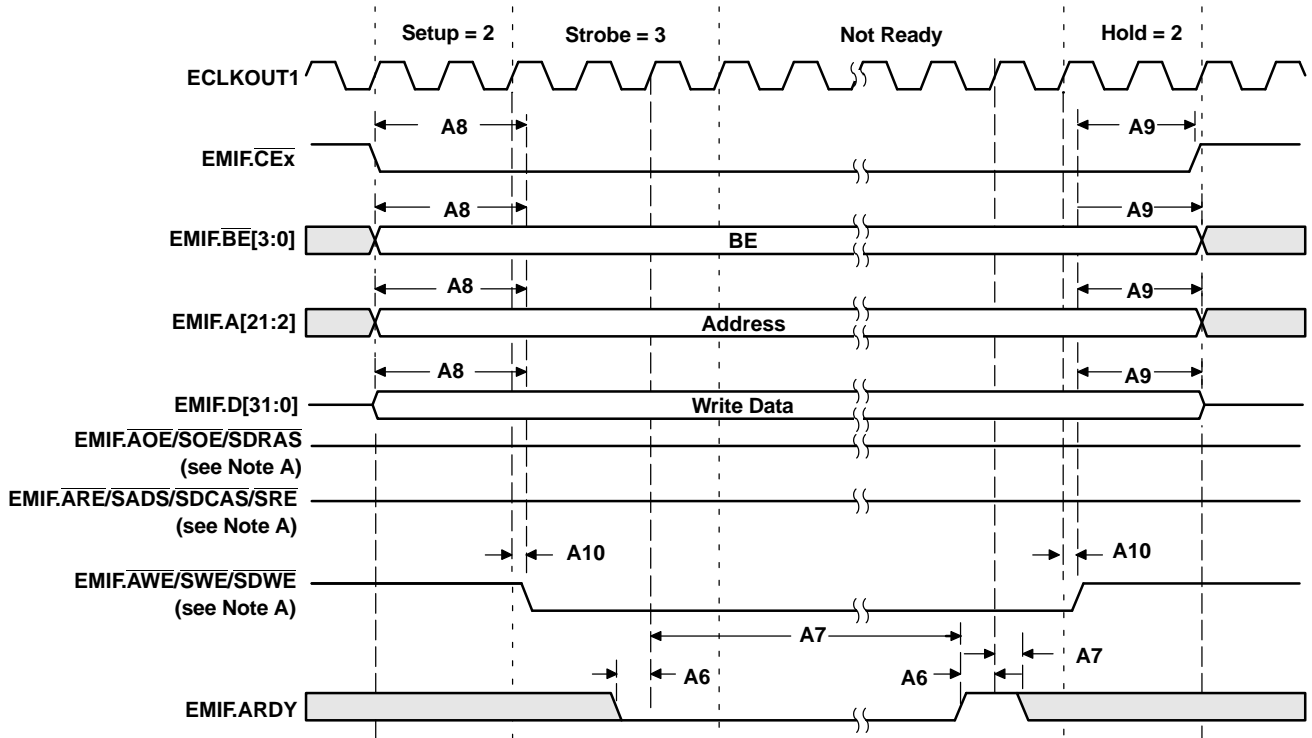 Setup = 2 Strobe = 3 Not Ready Hold = 2
ECLKOUT1
A8 A9
EMIF.CEx
A8 A9
EMIF.BE[3:0] BE
A8 A9
EMIF.A[21:2] Address
A8 A9
EMIF.D[31:0] Write Data
EMIF.AOE/SOE/SDRAS
(see Note A)
EMIF.ARE/SADS/SDCAS/SRE
(see Note A)
A10 A10
EMIF.AWE/SWE/SDWE
(see Note A)
A7
A7
A6 A6
EMIF.ARDY